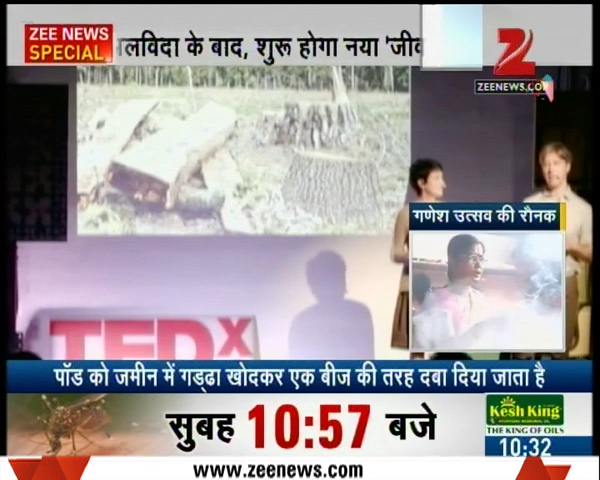 ZEE NEWS
SPECIAL
के बाद, शुरू होगा नया
ZEENEWS.COM
गणेश उत्सव की रौनक
TEDx
पॉड को जमीन में गड्ढा खोदकर एक बीज की तरह दबा दिया जाता है
सुबह 10:57 बजे
Kesh King
THE KING OF OILS
10:32
www.zeenews.com